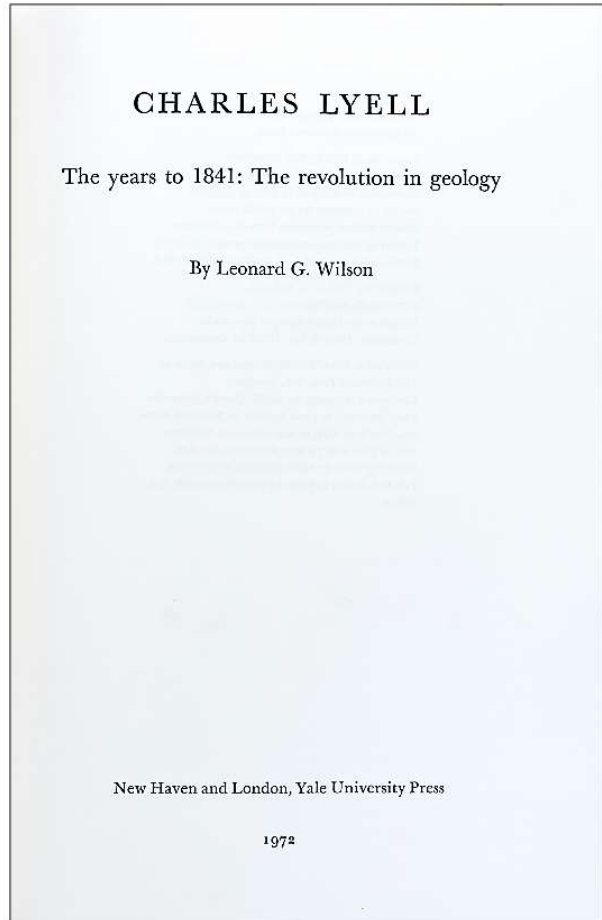 CHARLES LYELL
The years to 1841: The revolution in geology
By Leonard G. Wilson
New Haven and London, Yale University Press
1972